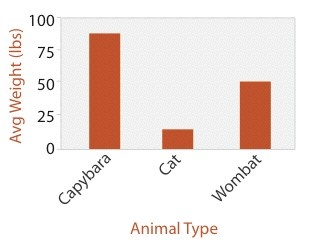 Avg Weight (lbs)
100
75
50
25
0
Capybara
Cat
Wombat
Animal Type